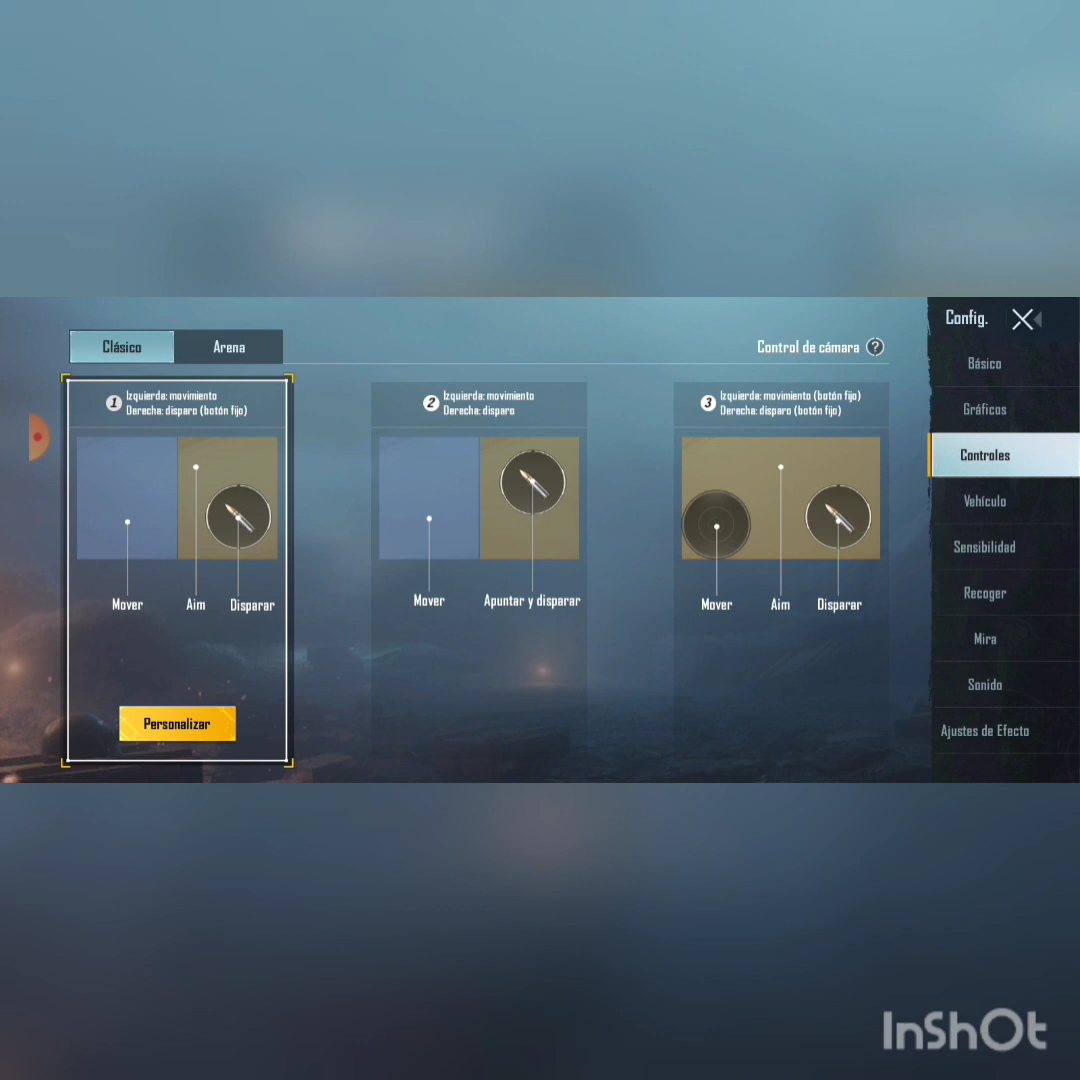 Clásico
Arena
Control de cámara ?
1 Izquierda: movimiento
Derecha: disparo (botón fijo)
Mover
Aim
Disparar
Personalizar
2 Izquierda: movimiento
Derecha: disparo
Mover
Apuntar y disparar
3 Izquierda: movimiento (botón fijo)
Derecha: disparo (botón fijo)
Mover
Aim
Disparar
Config.
Básico
Gráficos
Controles
Vehículo
Sensibilidad
Recoger
Mira
Sonido
Ajustes de Efecto
InShOt